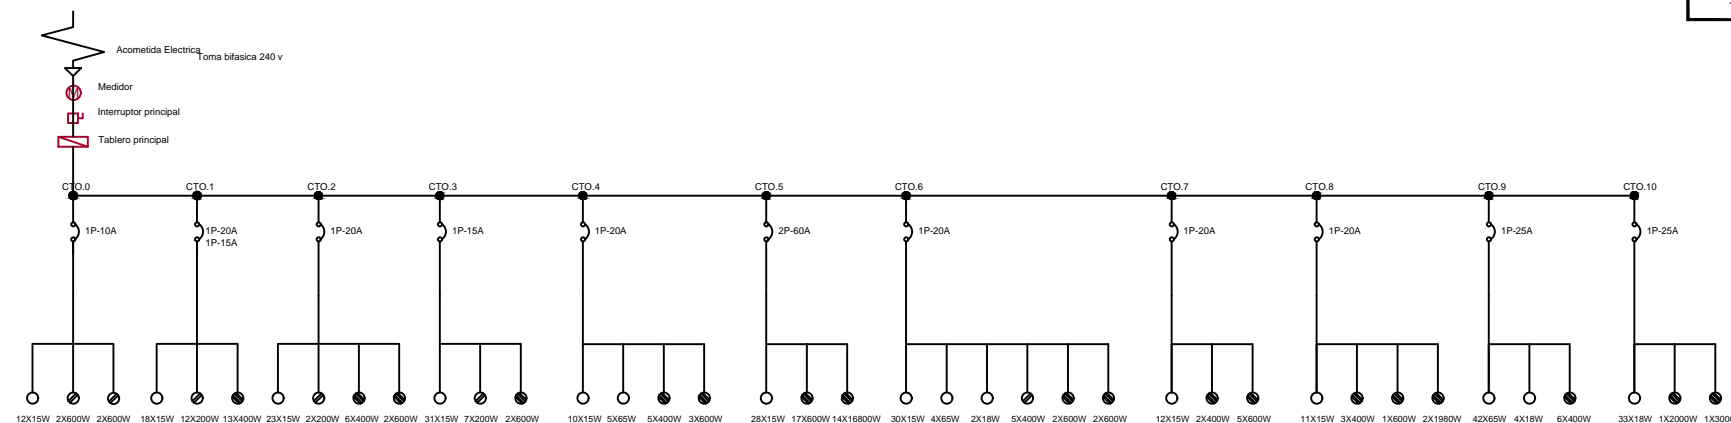 Acometida Electrica
Toma bifasica 240 v
Medidor
M
Interruptor principal
Tablero principal
CTO.0 CTO.1 CTO.2 CTO.3 CTO.4 CTO.5 CTO.6 CTO.7 CTO.8 CTO.9 CTO.10
1P-10A 1P-20A 1P-20A 1P-15A 1P-20A 2P-60A 1P-20A 1P-20A 1P-20A 1P-25A 1P-25A
1P-15A
12X15W 2X600W 2X600W 18X15W 12X200W 13X400W 23X15W 2X200W 6X400W 2X600W 31X15W 7X200W 2X600W 10X15W 5X65W 5X400W 3X600W 28X15W 17X600W 14X16800W 30X15W 4X65W 2X18W 5X400W 2X600W 2X600W 12X15W 2X400W 5X600W 11X15W 3X400W 1X600W 2X1980W 42X65W 4X18W 6X400W 33X18W 1X2000W